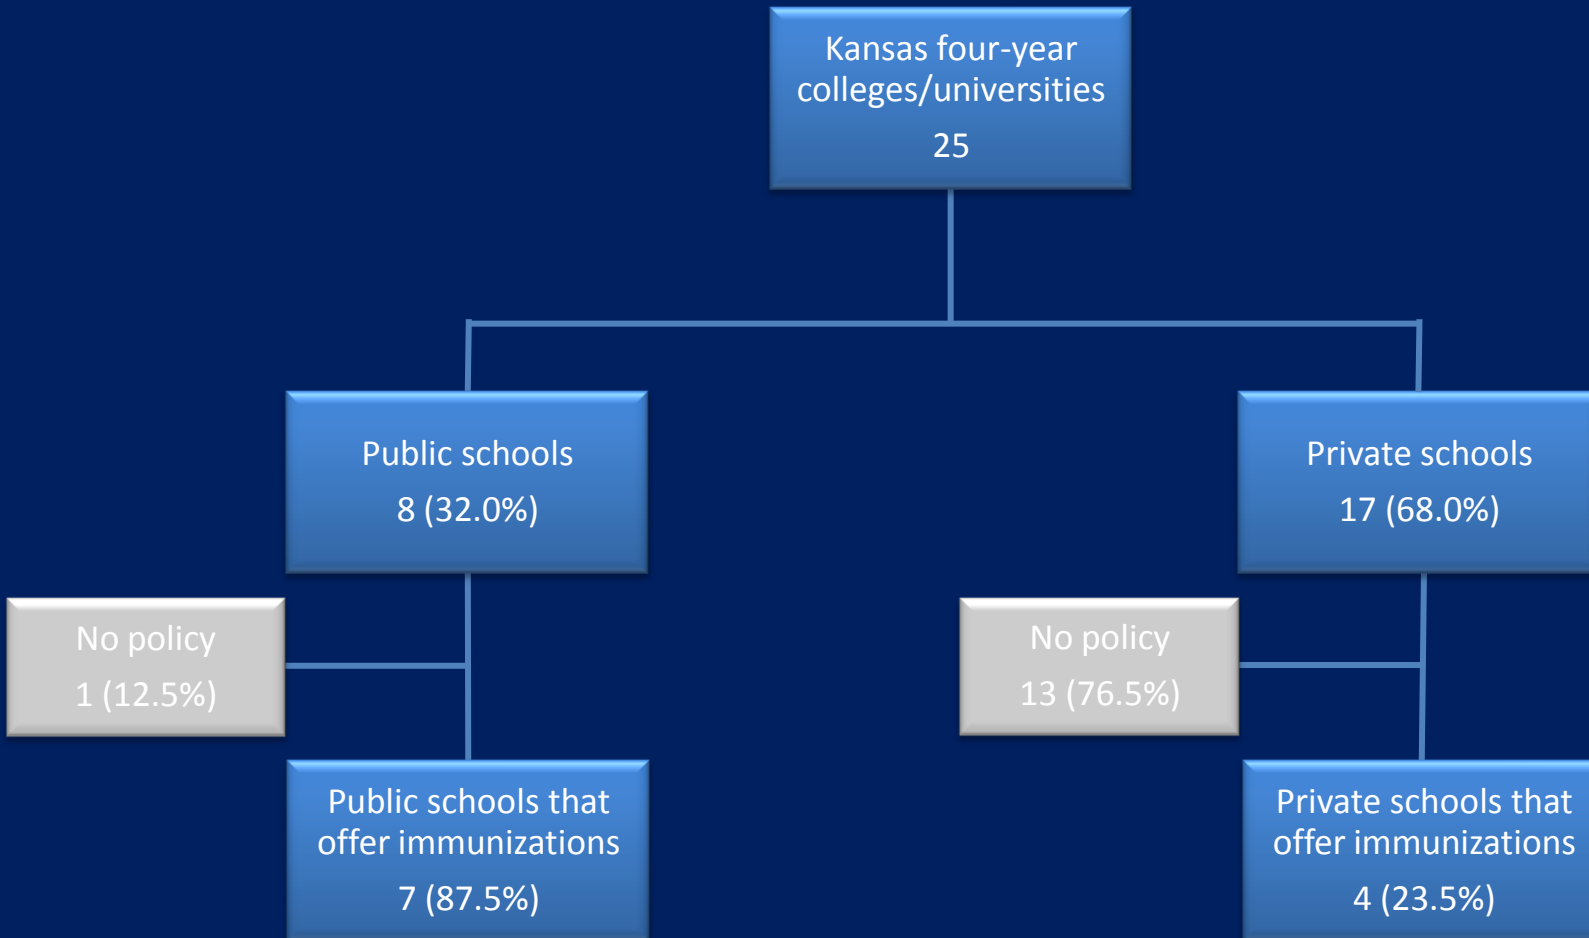 Kansas four-year
colleges/universities
25
Public schools
8 (32.0%)
Private schools
17 (68.0%)
No policy
1 (12.5%)
No policy
13 (76.5%)
Public schools that
offer immunizations
7 (87.5%)
Private schools that
offer immunizations
4 (23.5%)